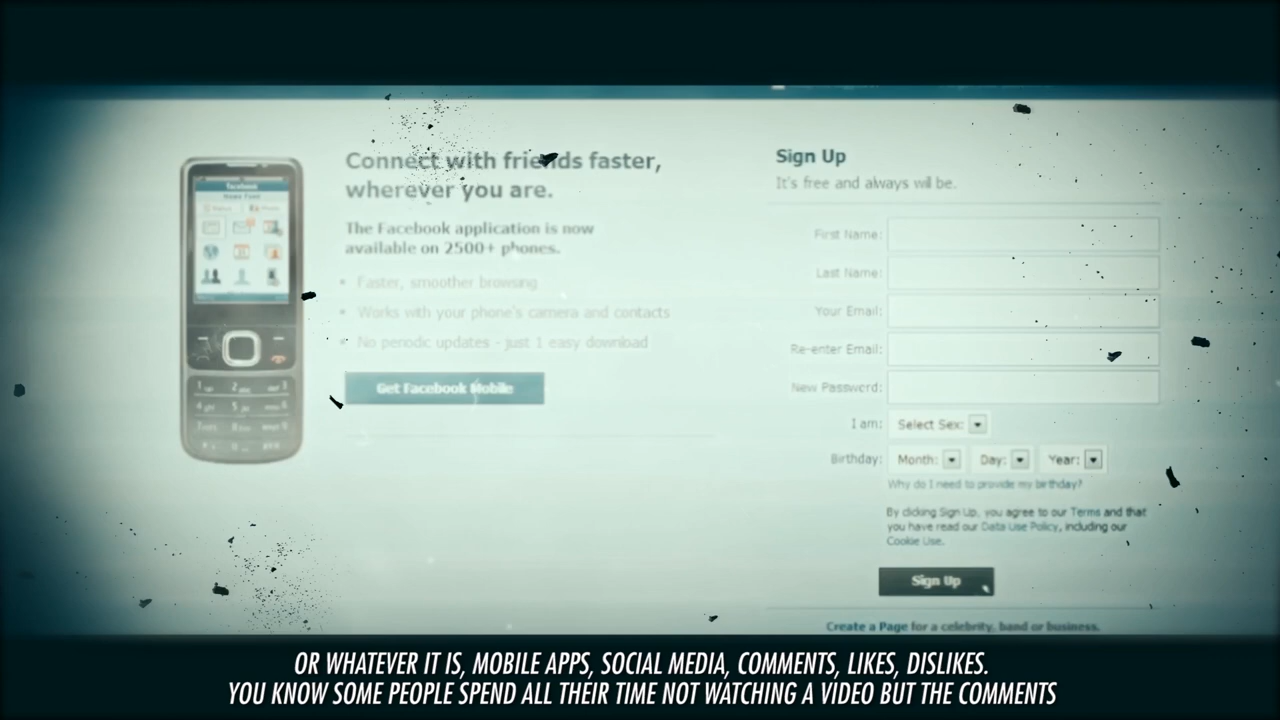 facebook
Connect with friends faster,
wherever you are.
The Facebook application is now
available on 2500+ phones.
Faster, smoother browsing
Works with your phone's camera and contacts
No periodic updates - just 1 easy download
Get Facebook Mobile
Sign Up
It's free and always will be.
First Name:
Last Name:
Your Email:
Re-enter Email:
New Password:
I am: Select Sex:
Birthday: Month: Day: Year:
Why do I need to provide my birthday?
By clicking Sign Up, you agree to our Terms and that
you have read our Data Use Policy, including our
Cookie Use.
Sign Up
Create a Page for a celebrity, band or business.
OR WHATEVER IT IS, MOBILE APPS, SOCIAL MEDIA, COMMENTS, LIKES, DISLIKES.
YOU KNOW SOME PEOPLE SPEND ALL THEIR TIME NOT WATCHING A VIDEO BUT THE COMMENTS